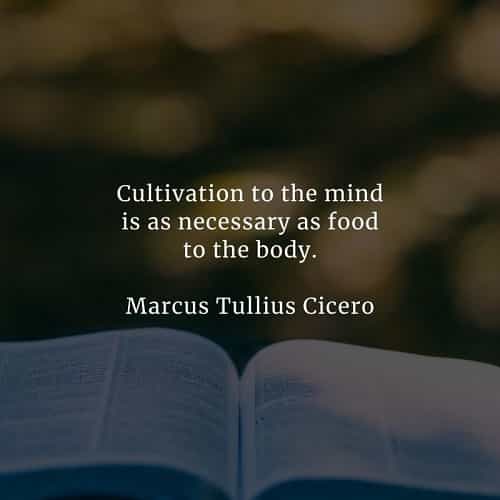 Cultivation to the mind
is as necessary as food
to the body.
Marcus Tullius Cicero